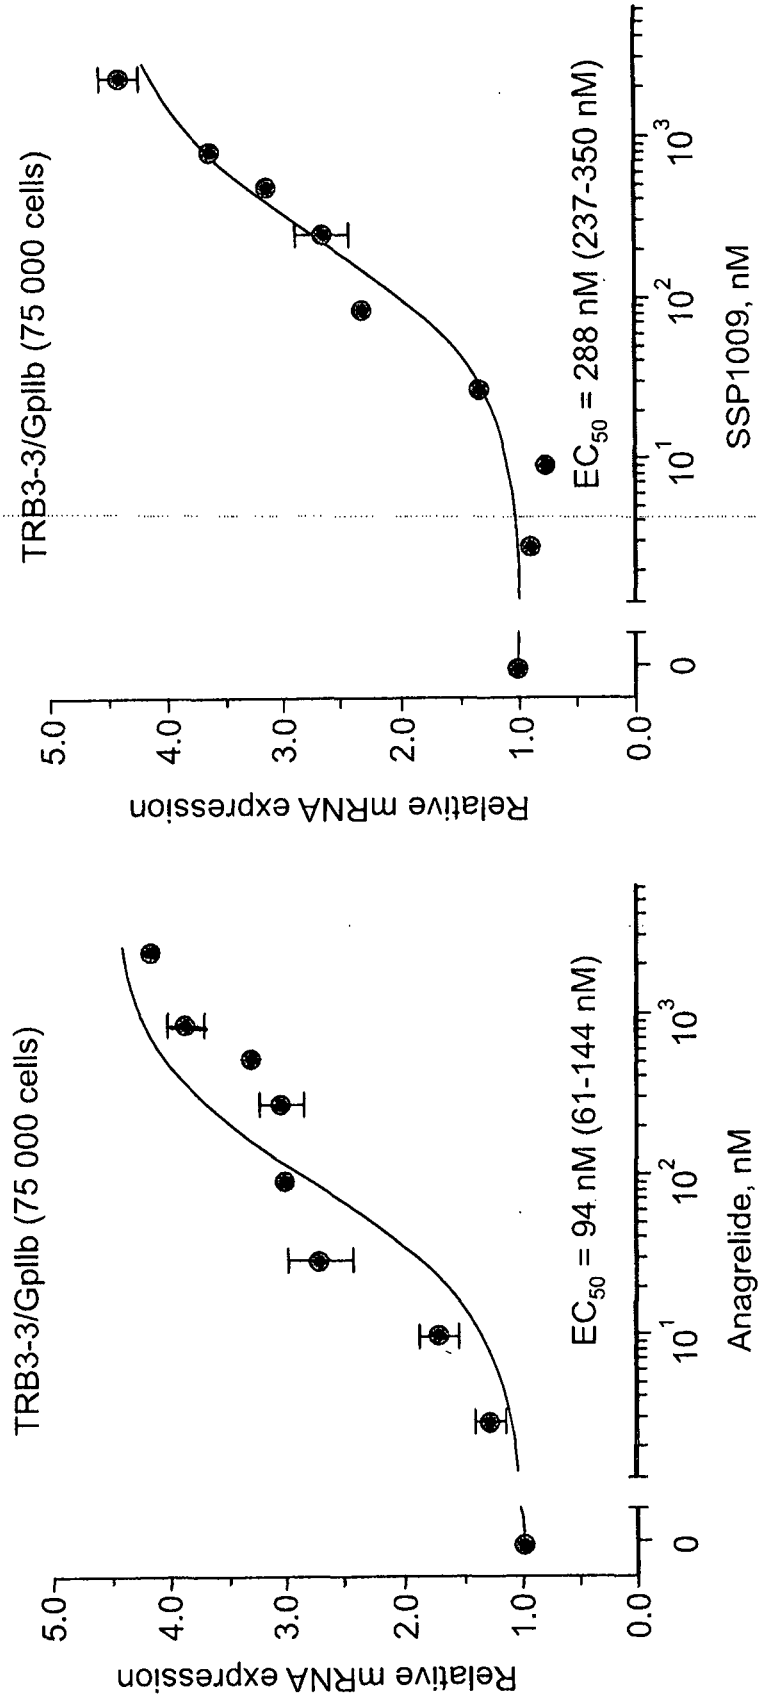 TRB3-3/GpIIb (75 000 cells)
Relative mRNA expression
5.0
4.0
3.0
2.0
1.0
0.0
EC50 = 94 nM (61-144 nM)
0
10^1
10^2
10^3
Anagrelide, nM
TRB3-3/GpIIb (75 000 cells)
Relative mRNA expression
5.0
4.0
3.0
2.0
1.0
0.0
EC50 = 288 nM (237-350 nM)
0
10^1
10^2
10^3
SSP1009, nM